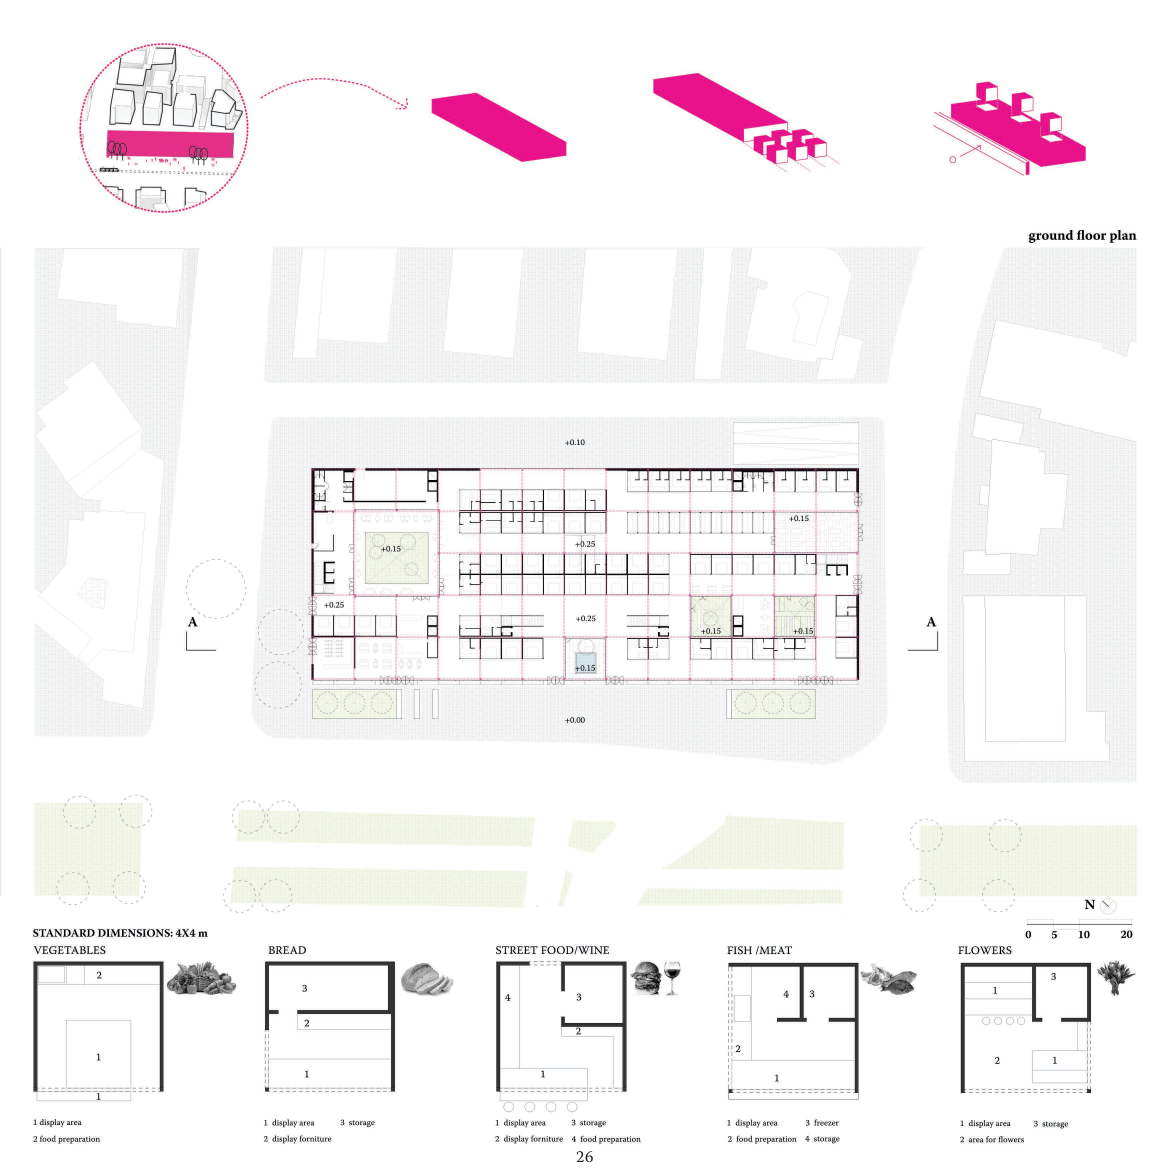 ground floor plan
+0.10
+0.15
+0.15
+0.25
+0.25
+0.25
+0.15
+0.15
+0.15
A
A
+0.00
N
0 5 10 20
STANDARD DIMENSIONS: 4X4 m
VEGETABLES
2
1
1
1 display area
2 food preparation
BREAD
3
2
1
1 display area 3 storage
2 display forniture
STREET FOOD/WINE
4
3
2
1
1 display area 3 storage
2 display forniture 4 food preparation
FISH /MEAT
4 3
2
1
1 display area 3 freezer
2 food preparation 4 storage
FLOWERS
3
1
2
1
1 display area 3 storage
2 area for flowers
26